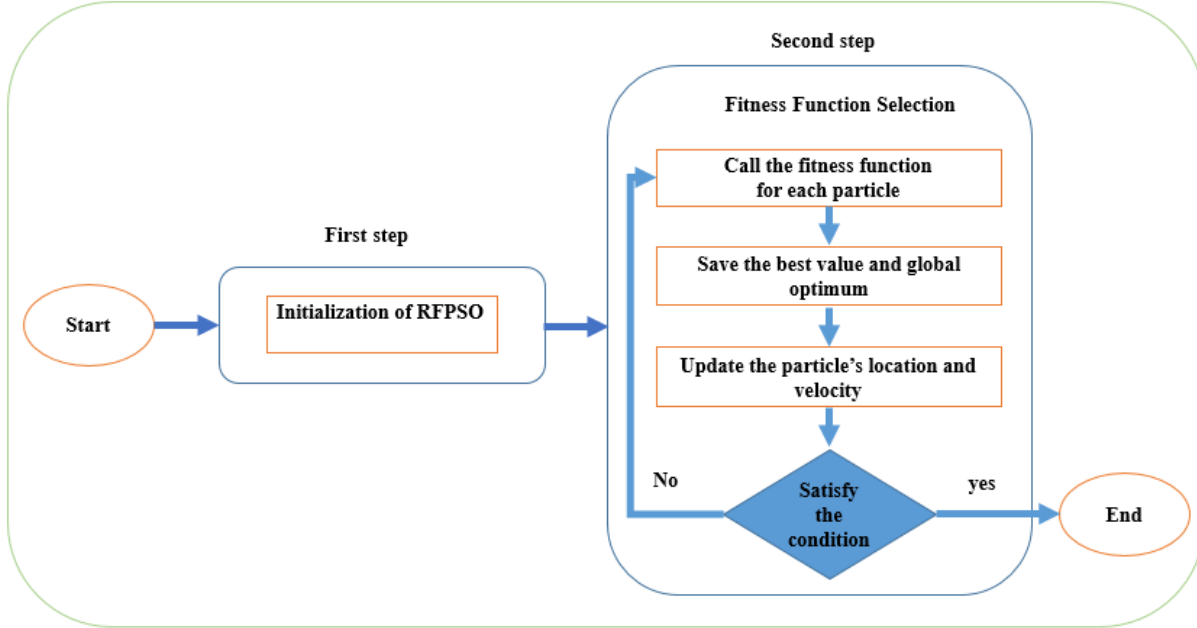 Second step
Fitness Function Selection
Call the fitness function
for each particle
First step
Save the best value and global
optimum
Start
Initialization of RFPSO
Update the particle's location and
velocity
No
yes
Satisfy
the
condition
End